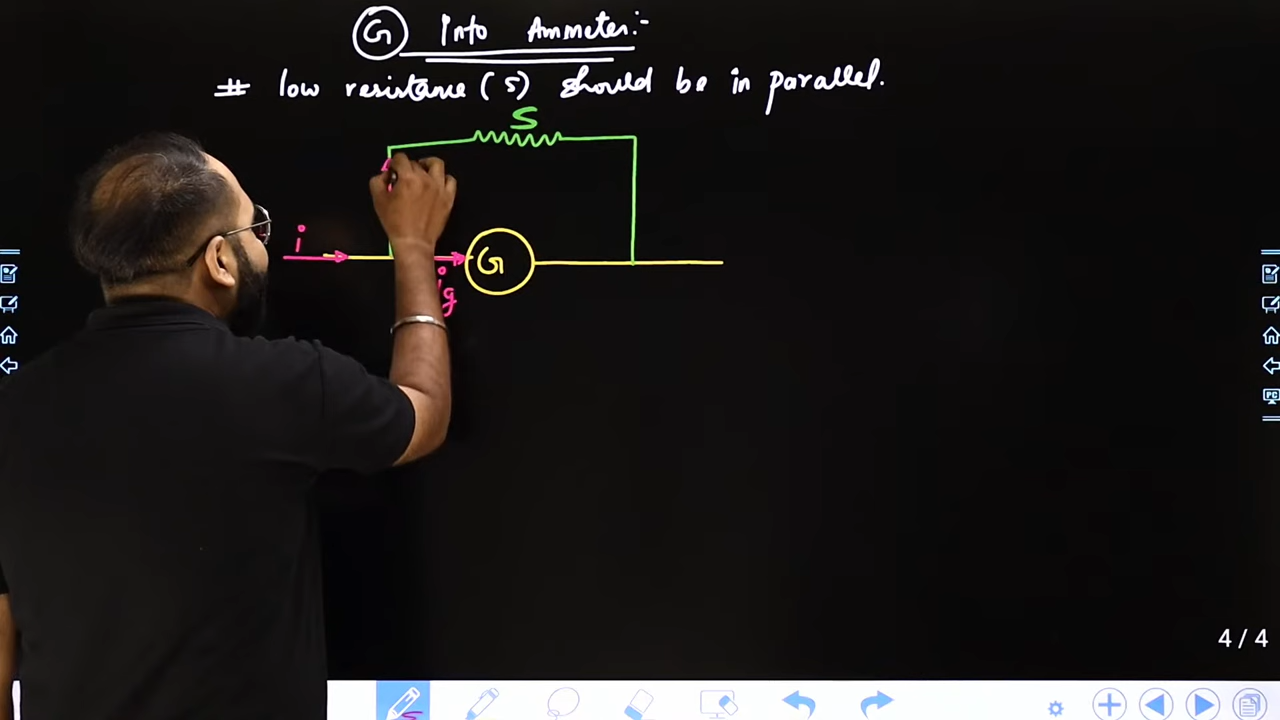 G Into Ammeter:-
# low resistance (s) should be in parallel.
S
i
G
ig
4 / 4